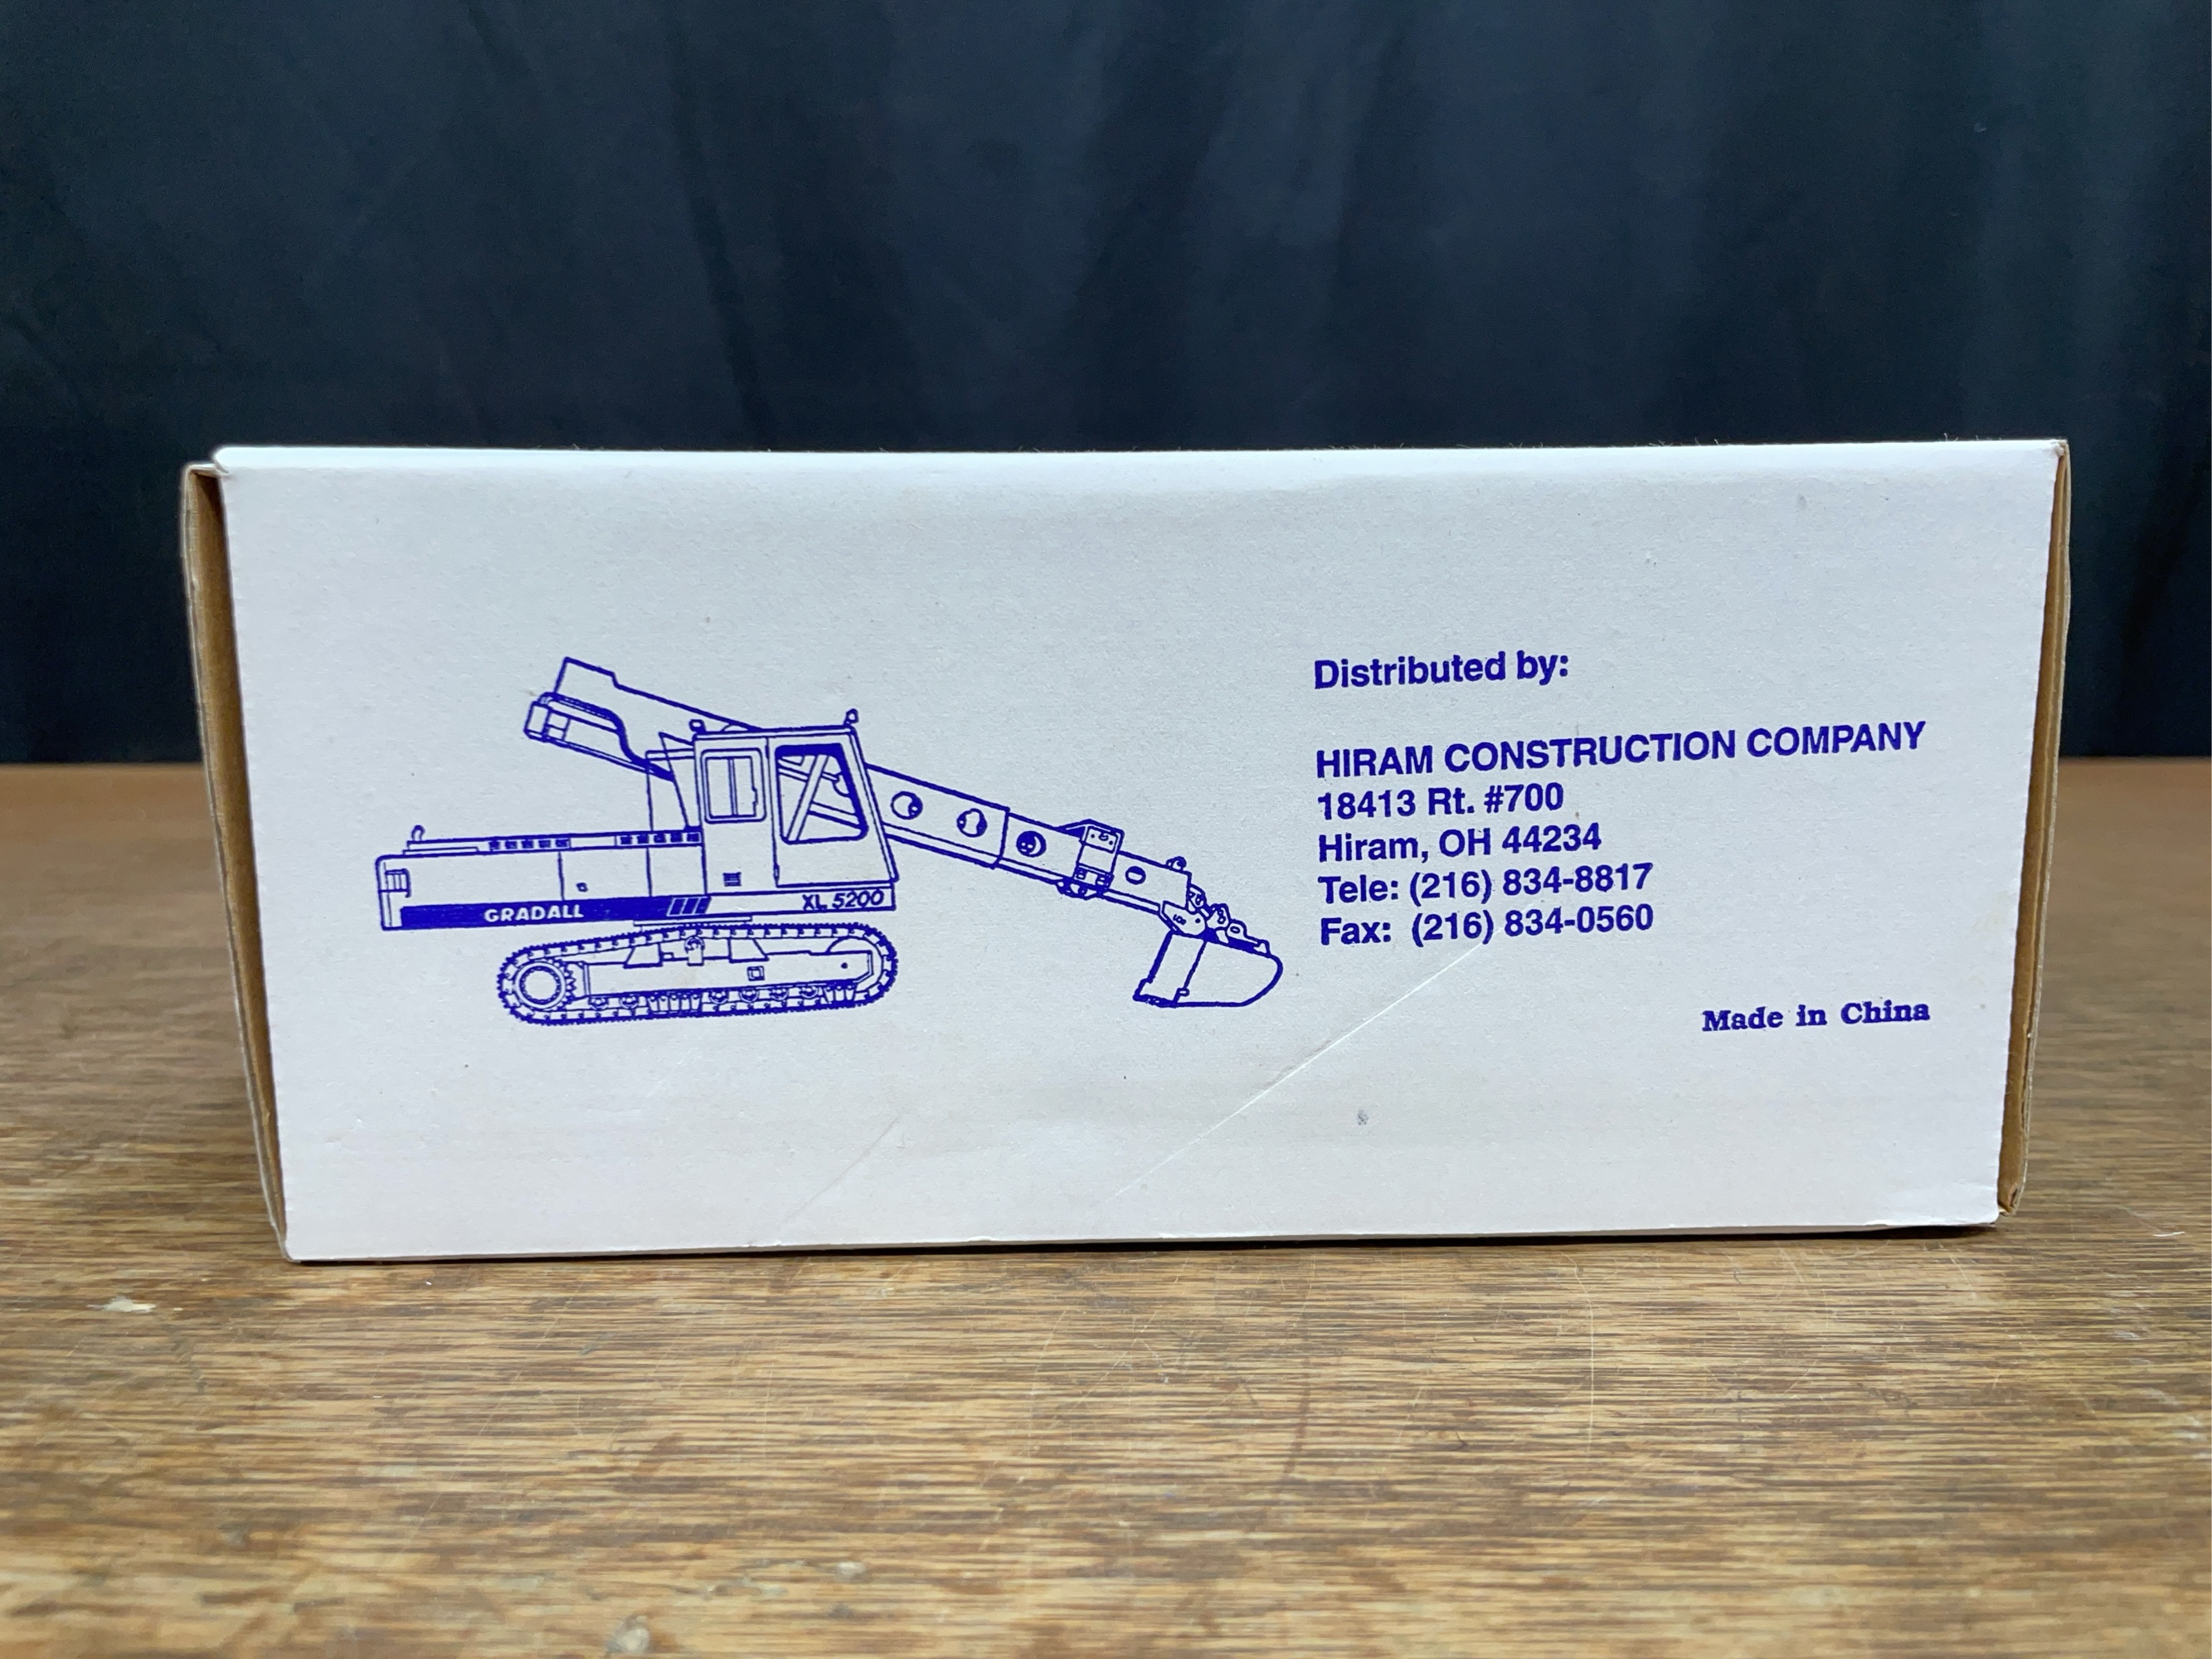 GRADALL
XL 5200
Distributed by:
HIRAM CONSTRUCTION COMPANY
18413 Rt. #700
Hiram, OH 44234
Tele: (216) 834-8817
Fax: (216) 834-0560
Made in China